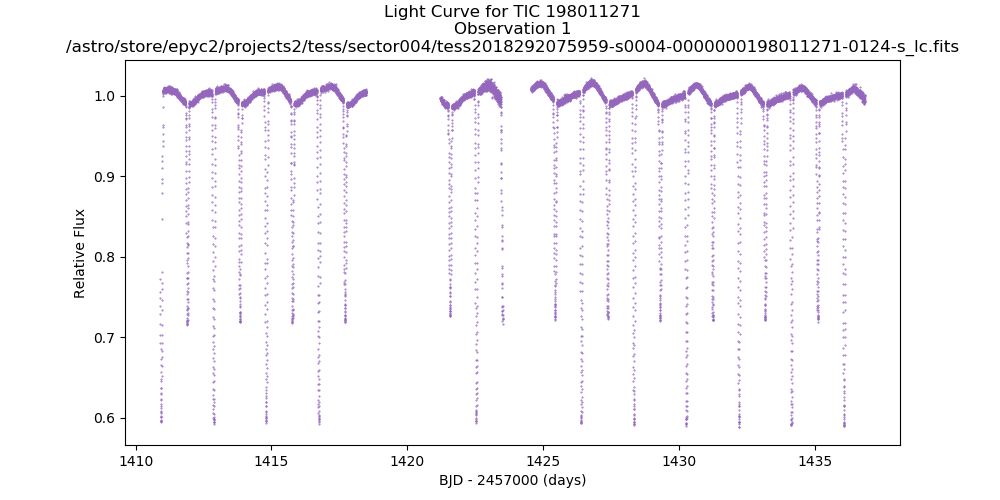 Light Curve for TIC 198011271
Observation 1
/astro/store/epyc2/projects2/tess/sector004/tess2018292075959-s0004-0000000198011271-0124-s_lc.fits
1.0
0.9
0.8
0.7
0.6
Relative Flux
1410
1415
1420
1425
1430
1435
BJD - 2457000 (days)